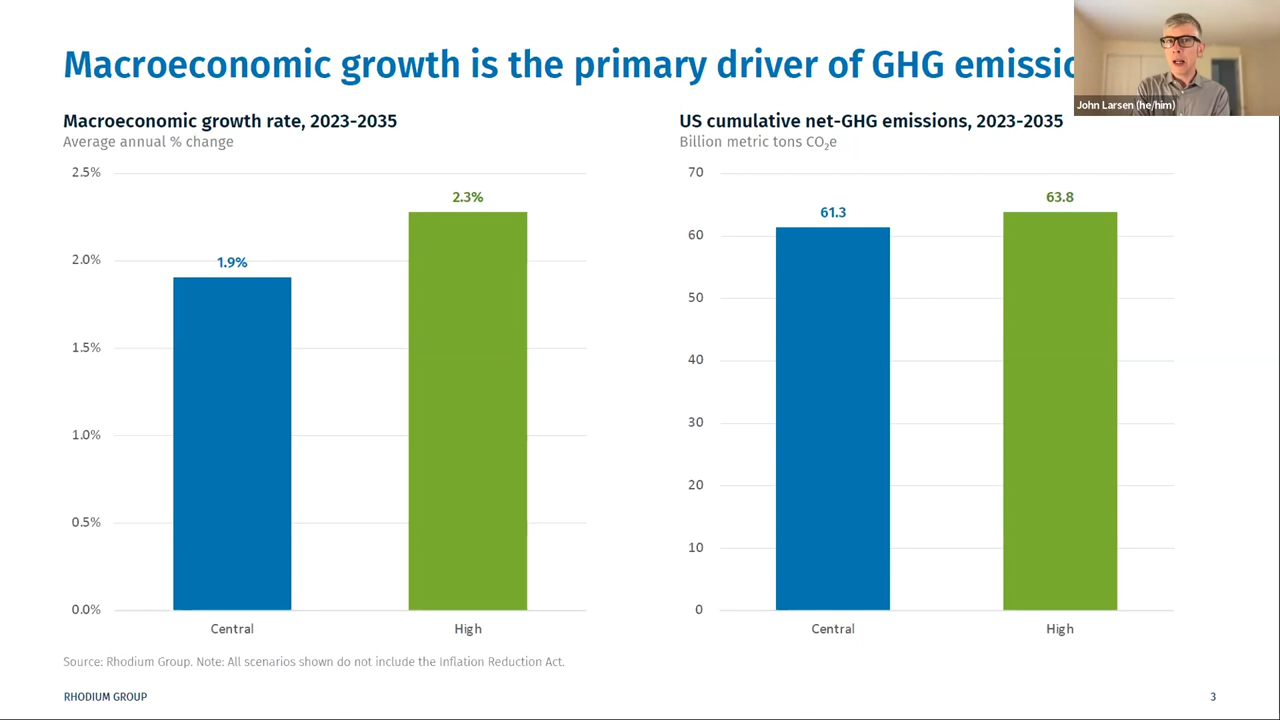 Macroeconomic growth is the primary driver of GHG
John Larsen (he/him)
Macroeconomic growth rate, 2023-2035
Average annual % change
2.5%
2.0%
1.5%
1.0%
0.5%
0.0%
1.9%
2.3%
Central
High
US cumulative net-GHG emissions, 2023-2035
Billion metric tons CO₂e
70
60
50
40
30
20
10
0
61.3
63.8
Central
High
Source: Rhodium Group. Note: All scenarios shown do not include the Inflation Reduction Act.
RHODIUM GROUP
3